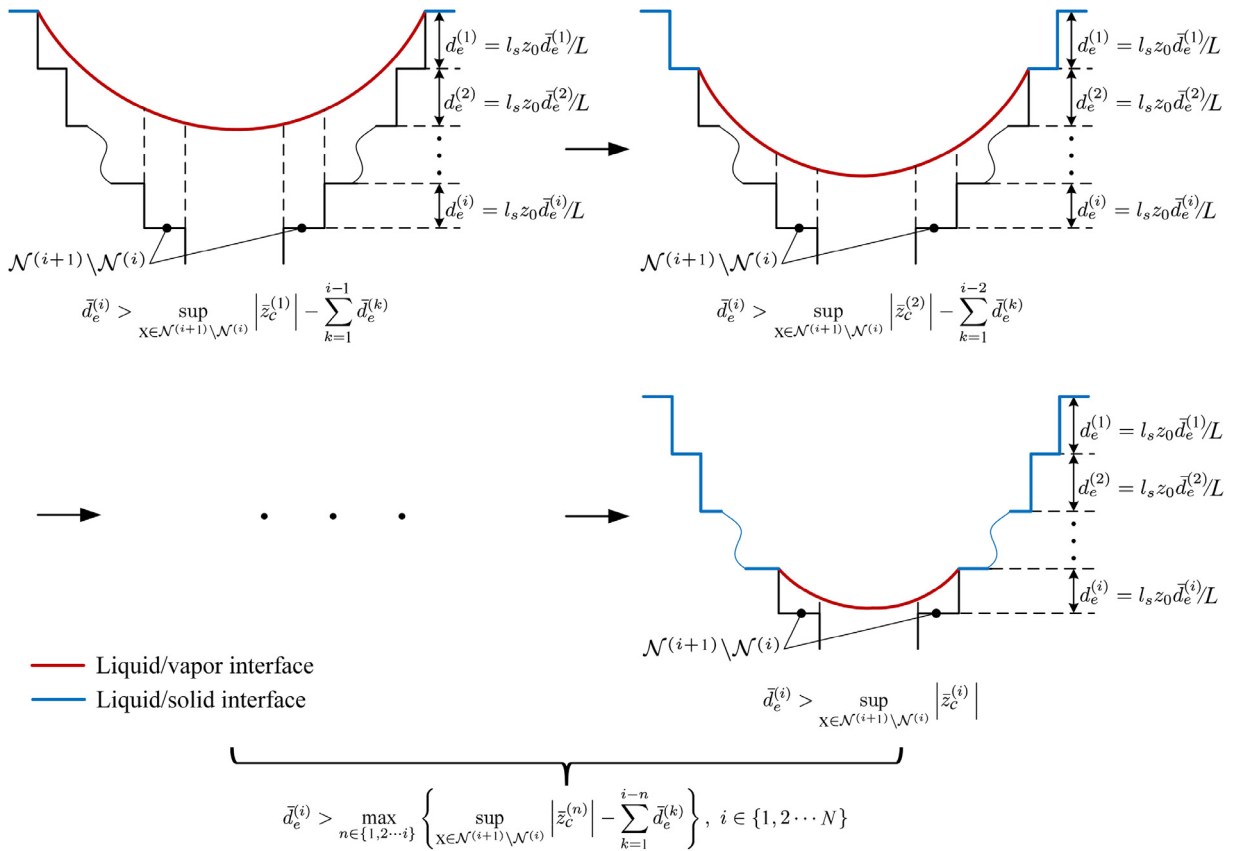 d_e^{(1)} = l_s z_0 \bar{d}_e^{(1)}/L
d_e^{(2)} = l_s z_0 \bar{d}_e^{(2)}/L
d_e^{(i)} = l_s z_0 \bar{d}_e^{(i)}/L
\mathcal{N}^{(i+1)} \backslash \mathcal{N}^{(i)}
\bar{d}_e^{(i)} > \sup_{X \in \mathcal{N}^{(i+1)} \backslash \mathcal{N}^{(i)}} |\bar{z}_c^{(1)}| - \sum_{k=1}^{i-1} \bar{d}_e^{(k)}
d_e^{(1)} = l_s z_0 \bar{d}_e^{(1)}/L
d_e^{(2)} = l_s z_0 \bar{d}_e^{(2)}/L
d_e^{(i)} = l_s z_0 \bar{d}_e^{(i)}/L
\mathcal{N}^{(i+1)} \backslash \mathcal{N}^{(i)}
\bar{d}_e^{(i)} > \sup_{X \in \mathcal{N}^{(i+1)} \backslash \mathcal{N}^{(i)}} |\bar{z}_c^{(2)}| - \sum_{k=1}^{i-2} \bar{d}_e^{(k)}
d_e^{(1)} = l_s z_0 \bar{d}_e^{(1)}/L
d_e^{(2)} = l_s z_0 \bar{d}_e^{(2)}/L
d_e^{(i)} = l_s z_0 \bar{d}_e^{(i)}/L
\mathcal{N}^{(i+1)} \backslash \mathcal{N}^{(i)}
\bar{d}_e^{(i)} > \sup_{X \in \mathcal{N}^{(i+1)} \backslash \mathcal{N}^{(i)}} |\bar{z}_c^{(i)}|
Liquid/vapor interface
Liquid/solid interface
\bar{d}_e^{(i)} > \max_{n \in \{1,2 \cdots i\}} \left\{ \sup_{X \in \mathcal{N}^{(i+1)} \backslash \mathcal{N}^{(i)}} |\bar{z}_c^{(n)}| - \sum_{k=1}^{i-n} \bar{d}_e^{(k)} \right\}, i \in \{1, 2 \cdots N\}